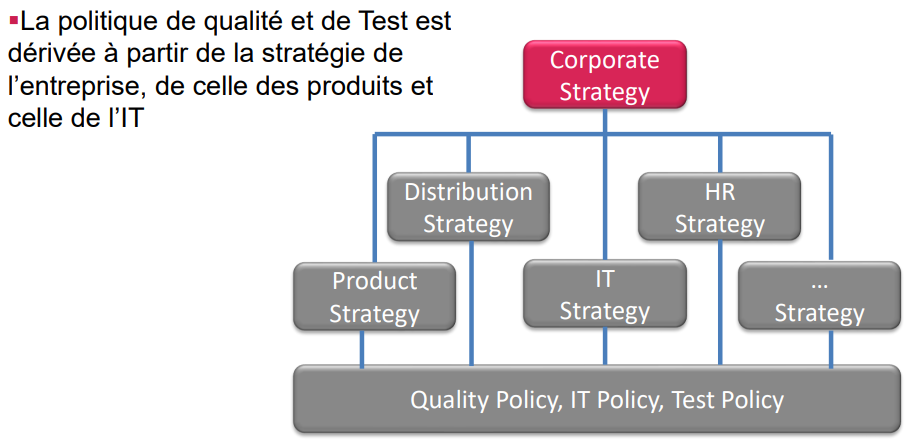 ▪La politique de qualité et de Test est
dérivée à partir de la stratégie de
l'entreprise, de celle des produits et
celle de l'IT
Corporate
Strategy
Distribution
Strategy
HR
Strategy
Product
Strategy
IT
Strategy
...
Strategy
Quality Policy, IT Policy, Test Policy